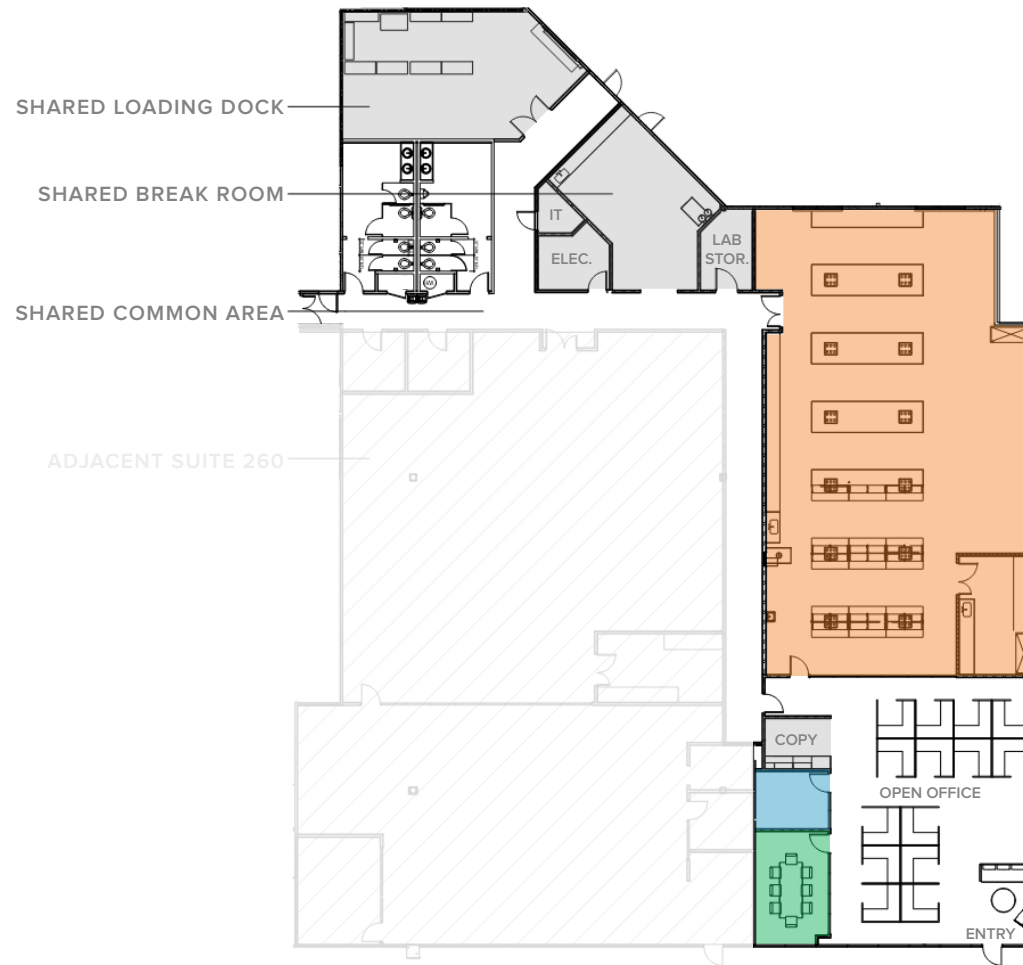 SHARED LOADING DOCK
SHARED BREAK ROOM
IT
LAB
STOR.
ELEC.
SHARED COMMON AREA
ADJACENT SUITE 260
COPY
OPEN OFFICE
ENTRY